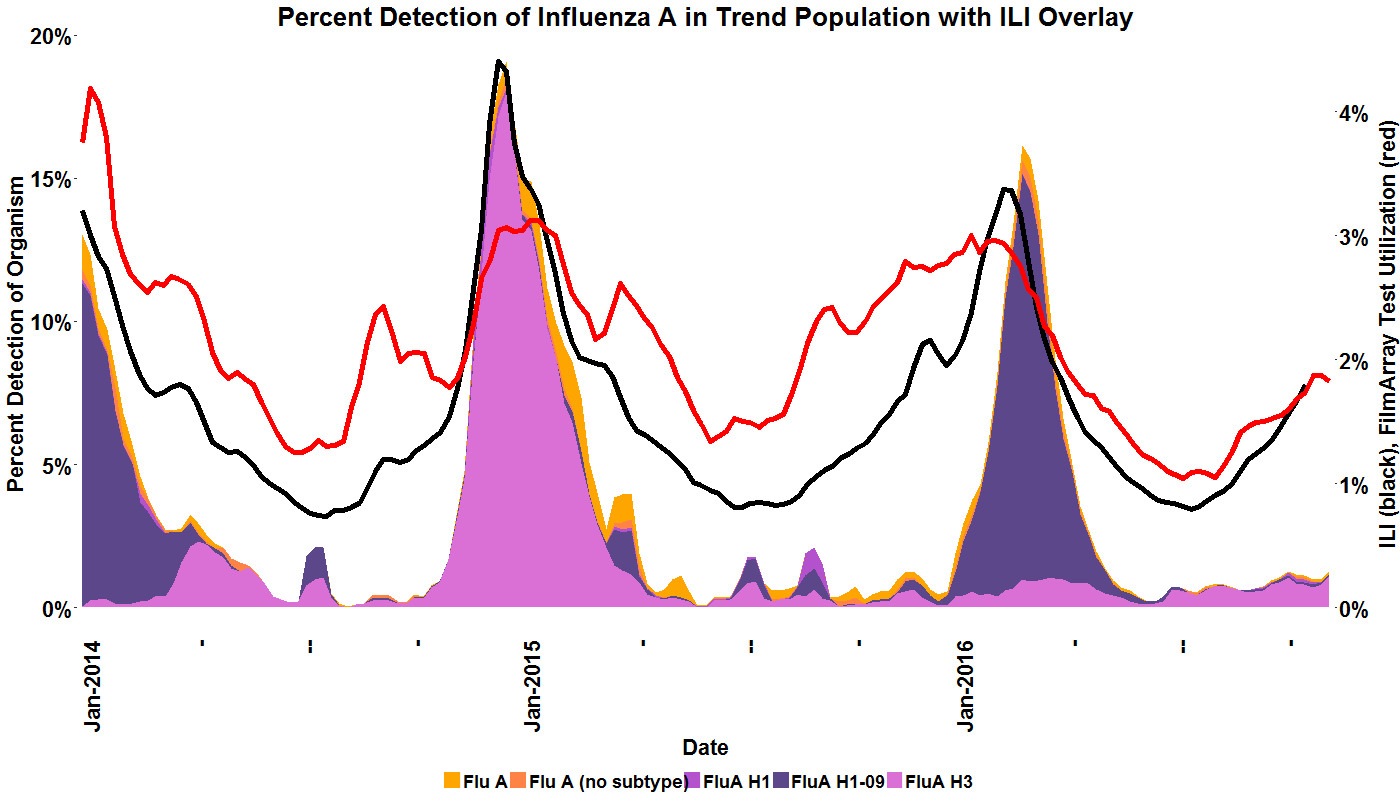 Percent Detection of Influenza A in Trend Population with ILI Overlay
Percent Detection of Organism
20%
15%
10%
5%
0%
4%
3%
2%
1%
0%
ILI (black), FilmArray Test Utilization (red)
Jan-2014
-
--
-
Jan-2015
-
--
-
Jan-2016
-
--
-
Date
Flu A Flu A (no subtype) FluA H1 FluA H1-09 FluA H3